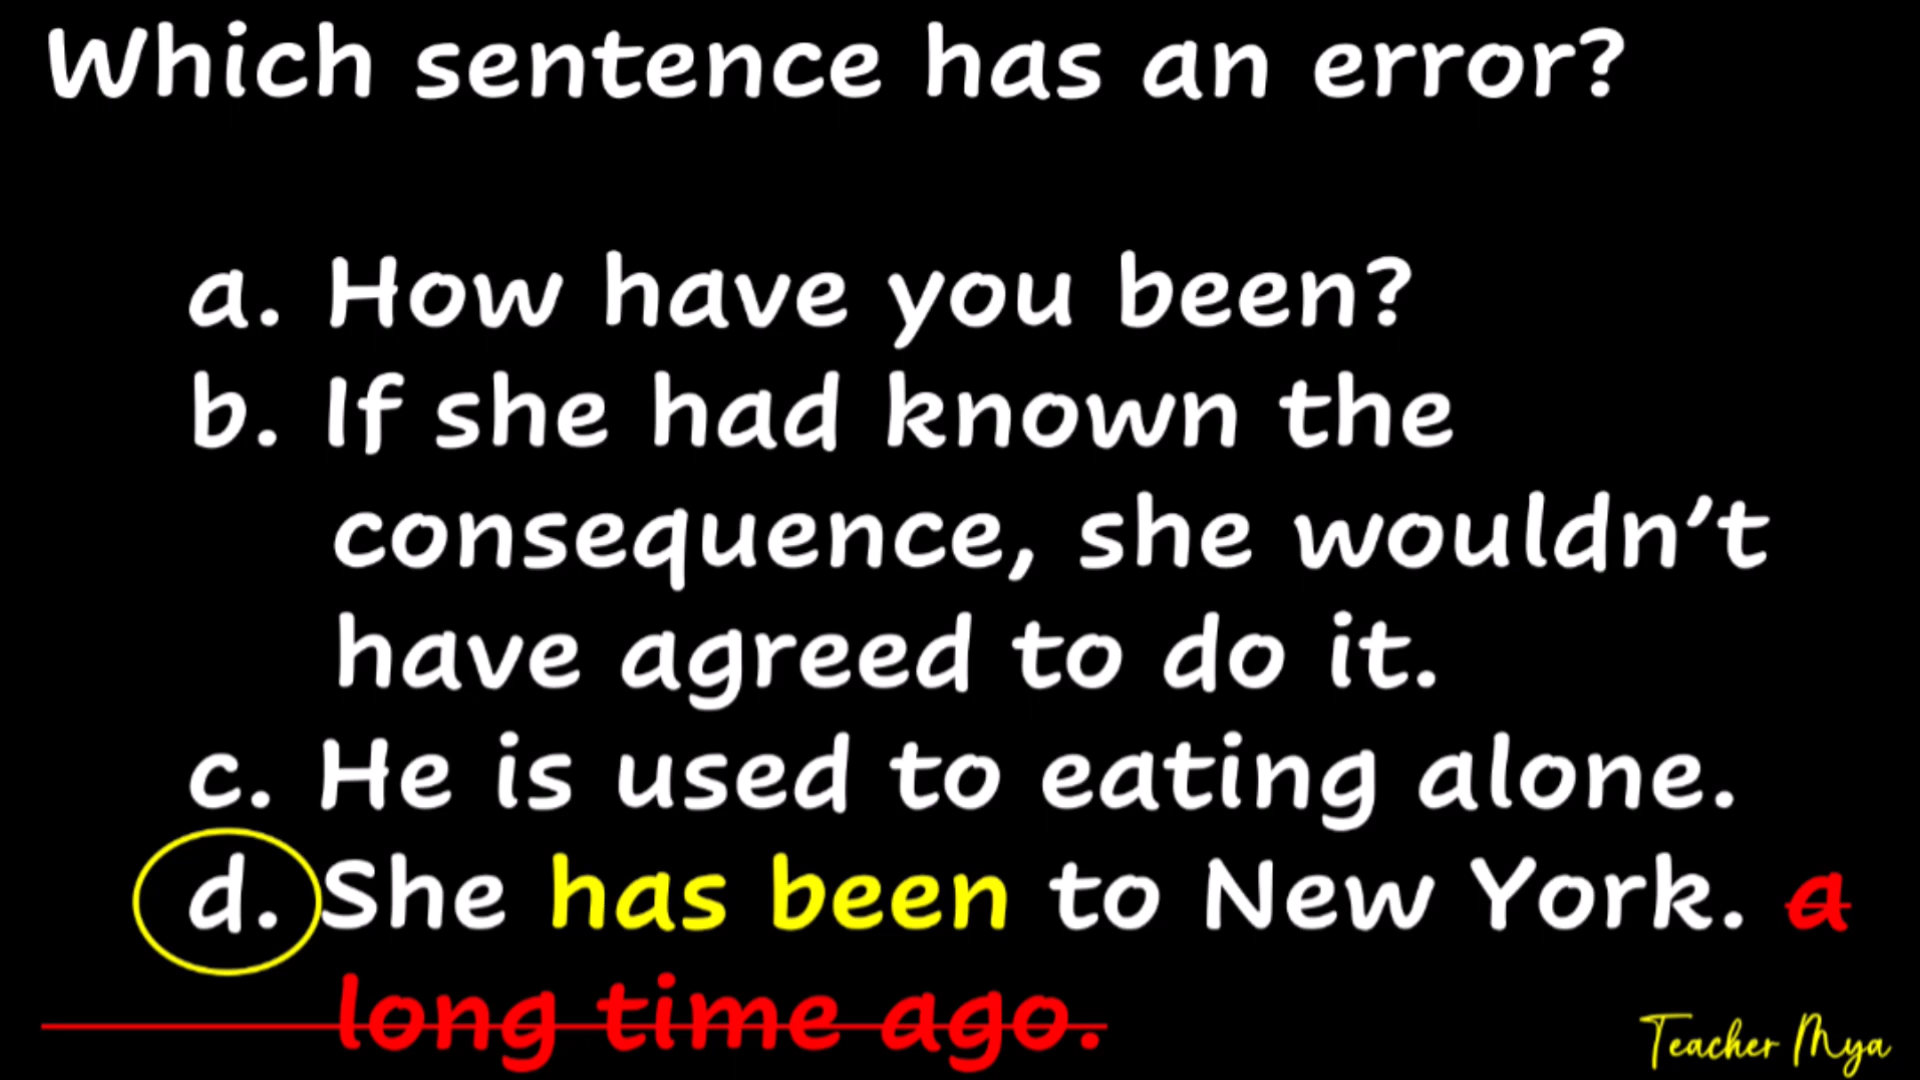 Which sentence has an error?
a. How have you been?
b. If she had known the
consequence, she wouldn't
have agreed to do it.
c. He is used to eating alone.
d. She has been to New York. a
long time ago.
Teacher Mya